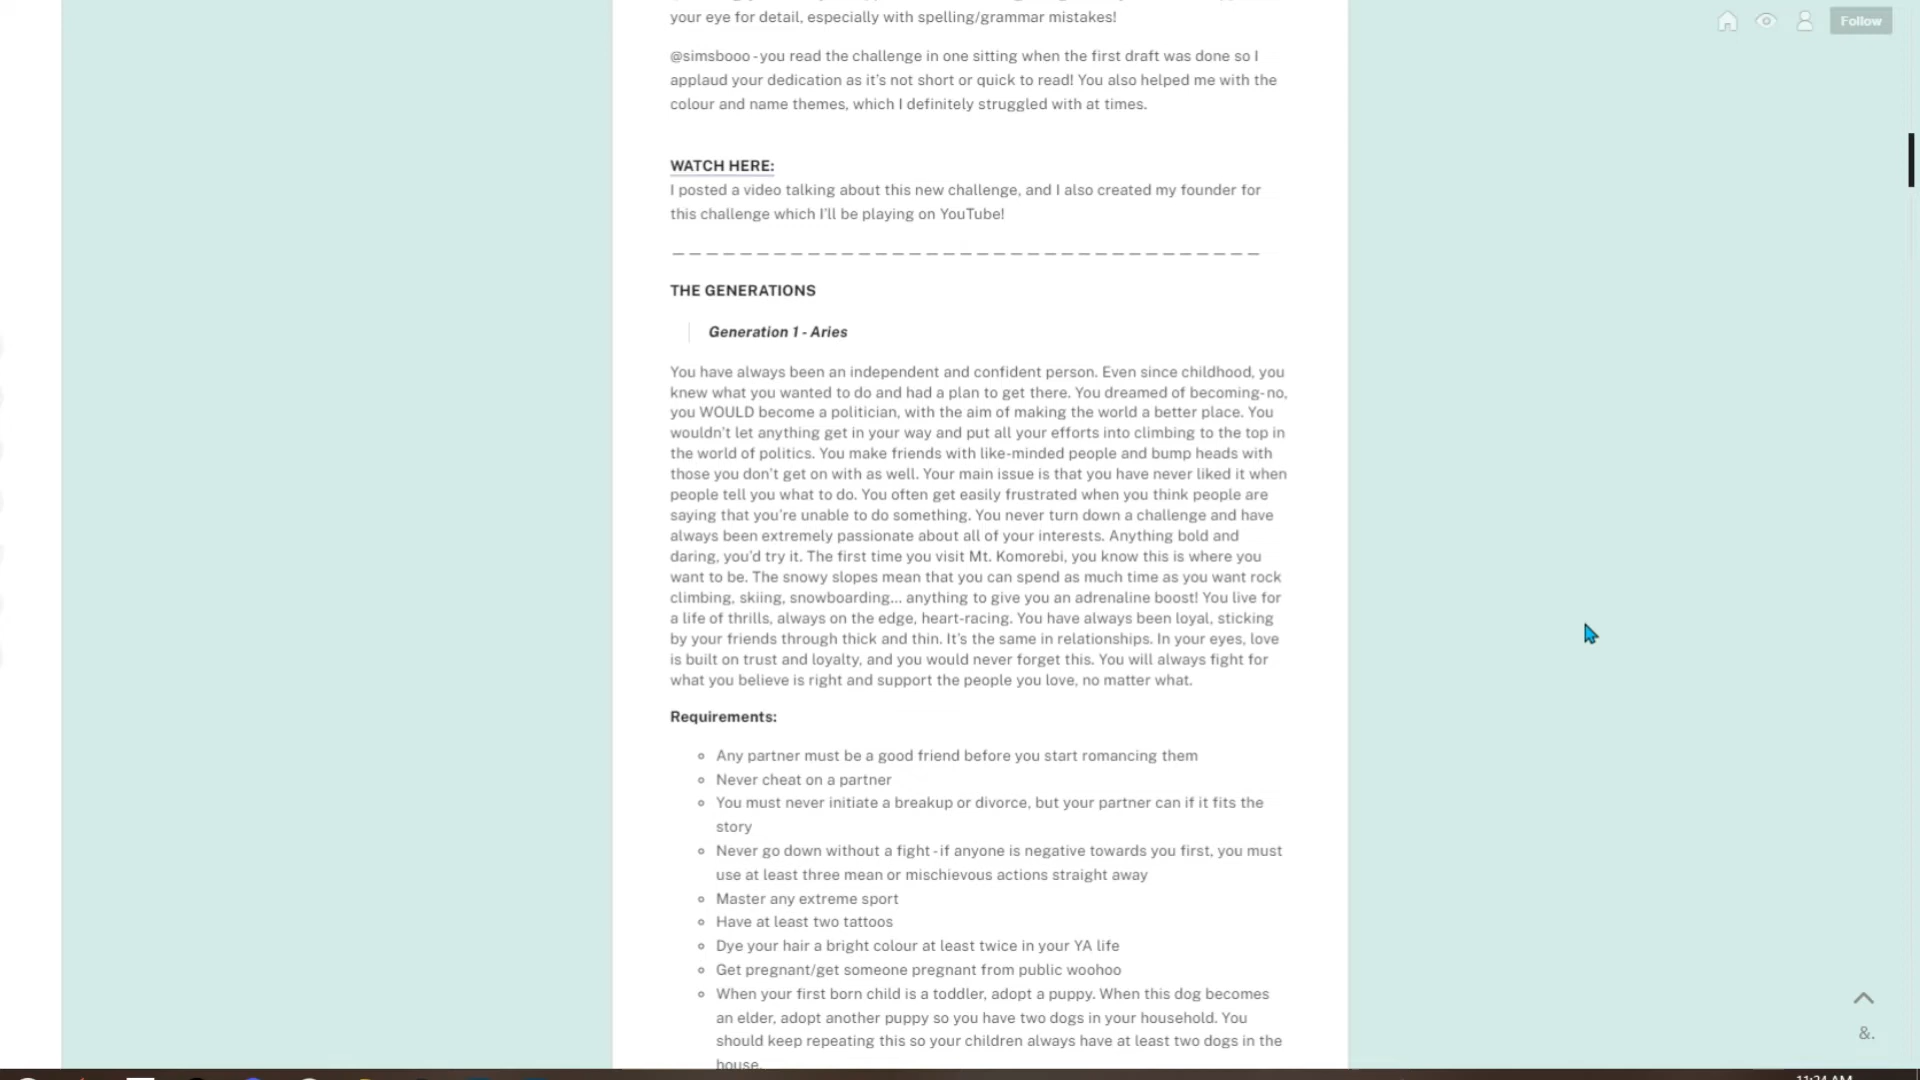 your eye for detail, especially with spelling/grammar mistakes!
Follow
@simsbooo - you read the challenge in one sitting when the first draft was done so I
applaud your dedication as it's not short or quick to read! You also helped me with the
colour and name themes, which I definitely struggled with at times.
WATCH HERE:
I posted a video talking about this new challenge, and I also created my founder for
this challenge which I'll be playing on YouTube!
— — — — — — — — — — — — — — — — — — — — — — — — — — — — — — — — — — —
THE GENERATIONS
Generation 1 - Aries
You have always been an independent and confident person. Even since childhood, you
knew what you wanted to do and had a plan to get there. You dreamed of becoming- no,
you WOULD become a politician, with the aim of making the world a better place. You
wouldn't let anything get in your way and put all your efforts into climbing to the top in
the world of politics. You make friends with like-minded people and bump heads with
those you don't get on with as well. Your main issue is that you have never liked it when
people tell you what to do. You often get easily frustrated when you think people are
saying that you're unable to do something. You never turn down a challenge and have
always been extremely passionate about all of your interests. Anything bold and
daring, you'd try it. The first time you visit Mt. Komorebi, you know this is where you
want to be. The snowy slopes mean that you can spend as much time as you want rock
climbing, skiing, snowboarding... anything to give you an adrenaline boost! You live for
a life of thrills, always on the edge, heart-racing. You have always been loyal, sticking
by your friends through thick and thin. It's the same in relationships. In your eyes, love
is built on trust and loyalty, and you would never forget this. You will always fight for
what you believe is right and support the people you love, no matter what.
Requirements:
Any partner must be a good friend before you start romancing them
Never cheat on a partner
You must never initiate a breakup or divorce, but your partner can if it fits the
story
Never go down without a fight - if anyone is negative towards you first, you must
use at least three mean or mischievous actions straight away
Master any extreme sport
Have at least two tattoos
Dye your hair a bright colour at least twice in your YA life
Get pregnant/get someone pregnant from public woohoo
When your first born child is a toddler, adopt a puppy. When this dog becomes
an elder, adopt another puppy so you have two dogs in your household. You
should keep repeating this so your children always have at least two dogs in the
house.
&.